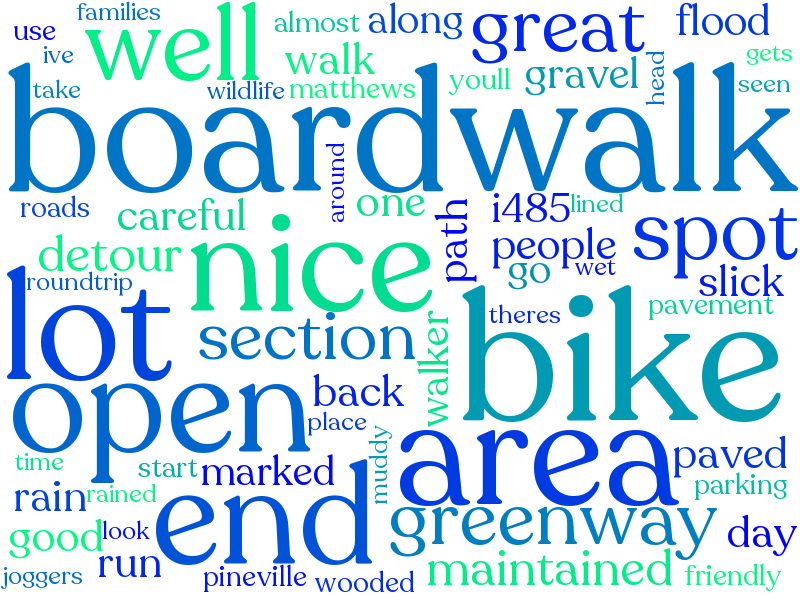 families
use
ive
take
well
almost
walk
wildlife
matthews
along
great
youll
gravel
head
flood
gets
seen
boardwalk
roads
careful
detour
roundtrip
nice
around
one
path
i485
lined
people
go
wet
spot
slick
pavement
lot
section
walker
theres
bike
open
back
place
marked
muddy
area
paved
parking
time
start
rain
rained
good
look
run
joggers
end
pineville
wooded
greenway
maintained
day
friendly